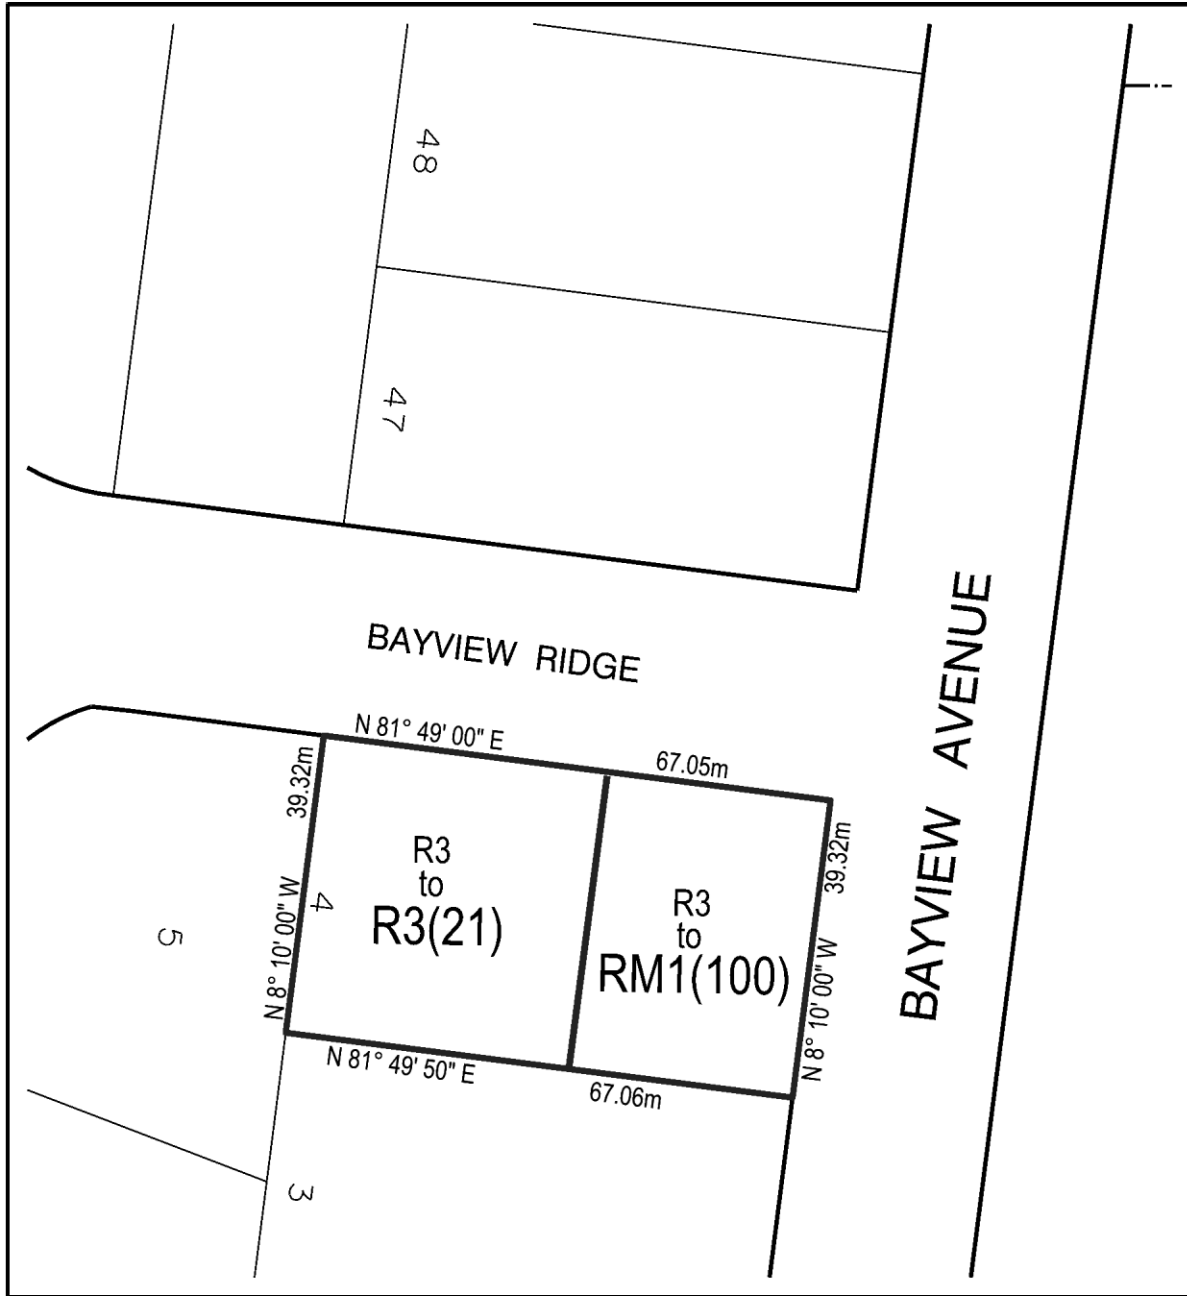 48
47
BAYVIEW RIDGE
BAYVIEW AVENUE
N 81° 49' 00" E
67.05m
39.32m
39.32m
R3
to
R3(21)
4
R3
to
RM1(100)
5
N 8° 10' 00" W
N 8° 10' 00" W
N 81° 49' 50" E
67.06m
3